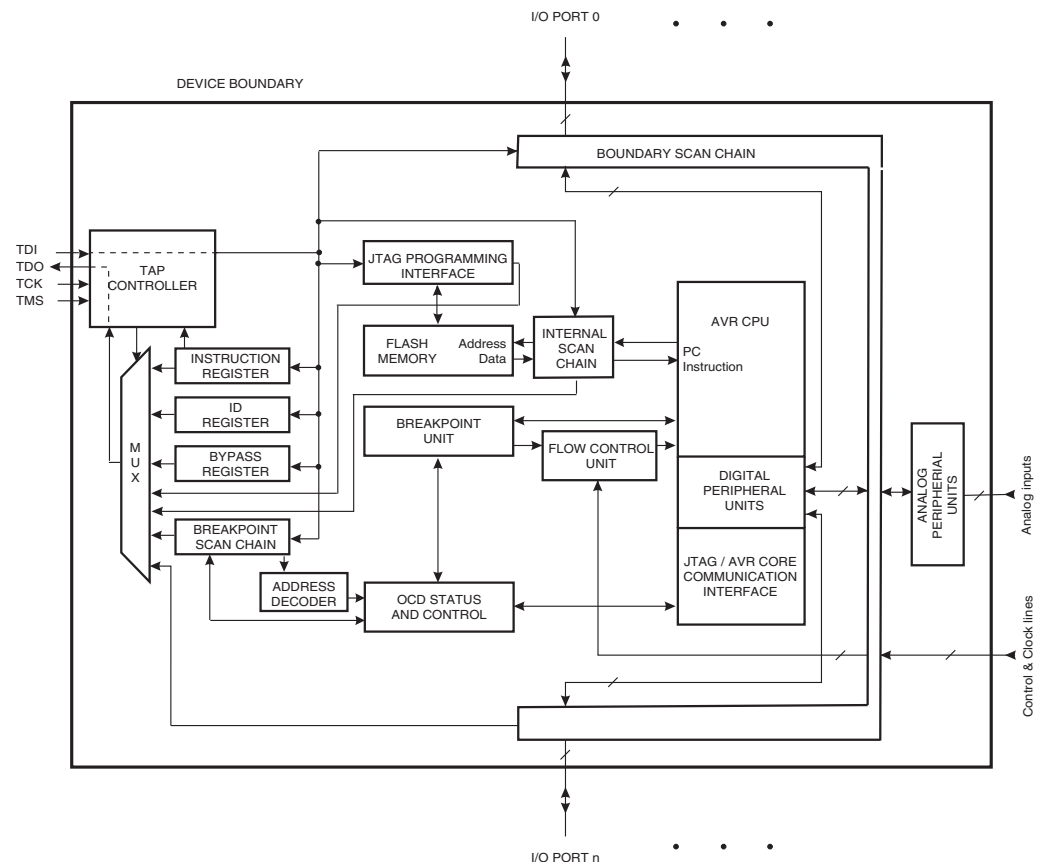 I/O PORT 0
DEVICE BOUNDARY
BOUNDARY SCAN CHAIN
TDI
TDO
TCK
TMS
TAP
CONTROLLER
JTAG PROGRAMMING
INTERFACE
AVR CPU
FLASH
MEMORY
Address
Data
INTERNAL
SCAN
CHAIN
PC
Instruction
INSTRUCTION
REGISTER
ID
REGISTER
BYPASS
REGISTER
M
U
X
BREAKPOINT
UNIT
FLOW CONTROL
UNIT
DIGITAL
PERIPHERAL
UNITS
ANALOG
PERIPHERIAL
UNITS
Analog inputs
BREAKPOINT
SCAN CHAIN
ADDRESS
DECODER
OCD STATUS
AND CONTROL
JTAG / AVR CORE
COMMUNICATION
INTERFACE
Control & Clock lines
I/O PORT n